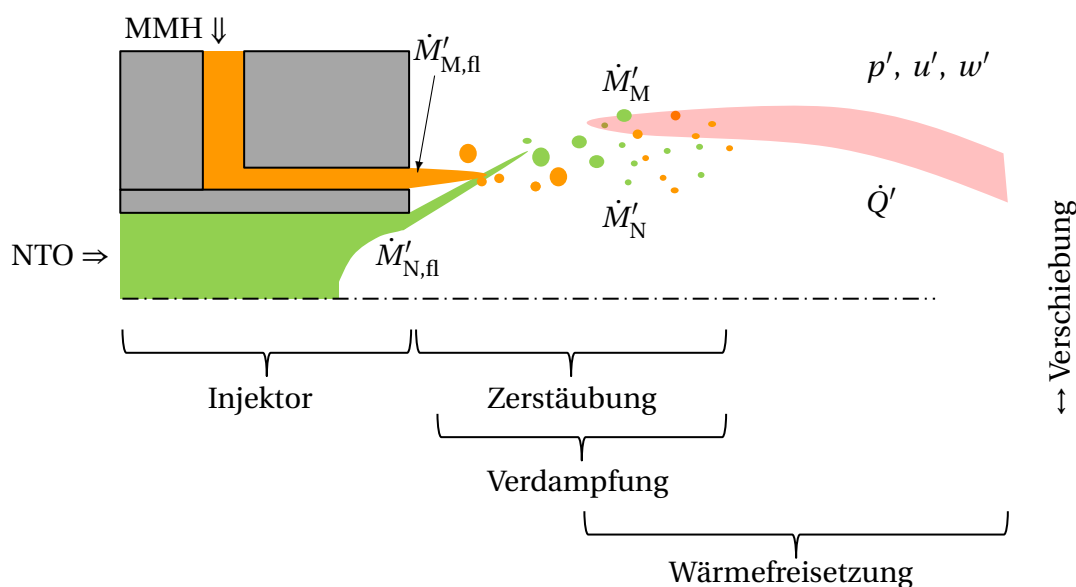 MMH ⇓
Ṁ′M,fl
Ṁ′M
p′, u′, w′
Ṁ′N
Q̇′
NTO ⇒
Ṁ′N,fl
↔ Verschiebung
Injektor
Zerstäubung
Verdampfung
Wärmefreisetzung